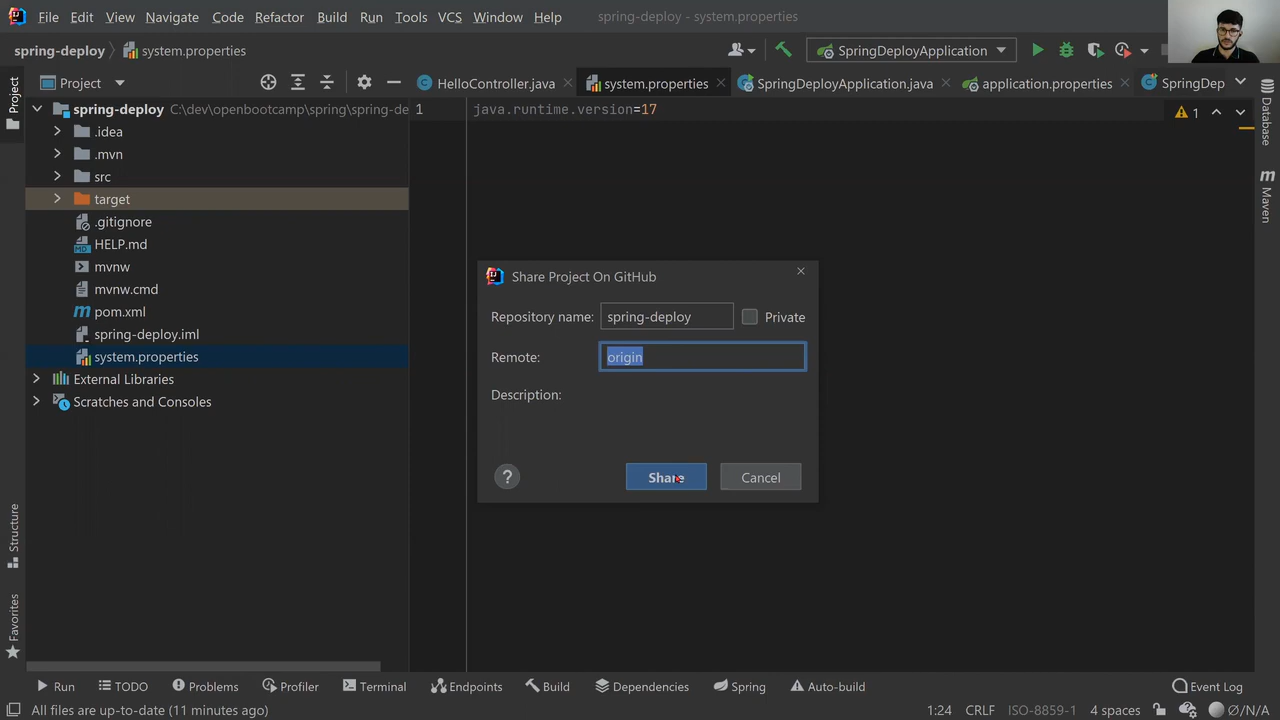 File Edit View Navigate Code Refactor Build Run Tools VCS Window Help spring-deploy - system.properties
spring-deploy system.properties SpringDeployApplication
Project HelloController.java system.properties SpringDeployApplication.java application.properties SpringDep
Project
Database
Maven
Structure
Favorites
spring-deploy C:\dev\openbootcamp\spring\spring-de
.idea
.mvn
src
target
.gitignore
HELP.md
mvnw
mvnw.cmd
pom.xml
spring-deploy.iml
system.properties
External Libraries
Scratches and Consoles
1 java.runtime.version=17
1
Share Project On GitHub
Repository name: spring-deploy Private
Remote: origin
Description:
? Share Cancel
Run TODO Problems Profiler Terminal Endpoints Build Dependencies Spring Auto-build Event Log
All files are up-to-date (11 minutes ago) 1:24 CRLF ISO-8859-1 4 spaces Ø/N/A